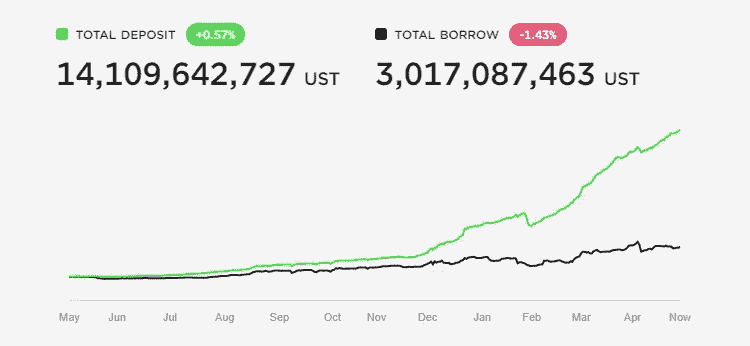 TOTAL DEPOSIT +0.57% TOTAL BORROW -1.43%
14,109,642,727 UST 3,017,087,463 UST
May Jun Jul Aug Sep Oct Nov Dec Jan Feb Mar Apr Now